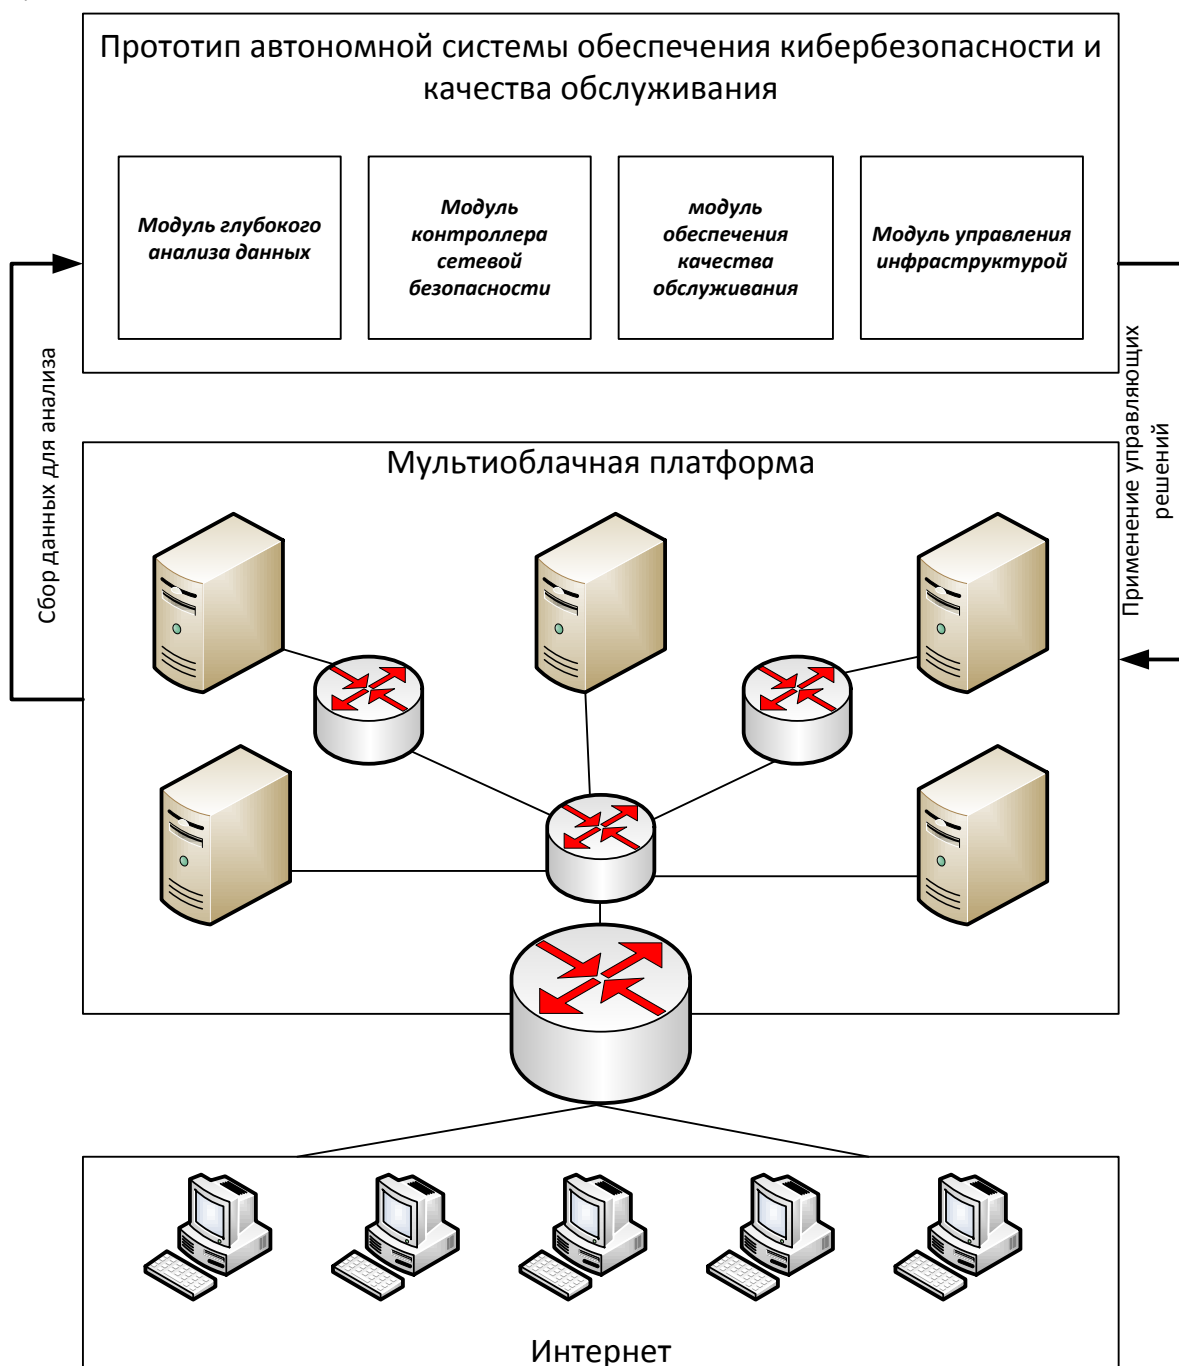 Прототип автономной системы обеспечения кибербезопасности и
качества обслуживания
Модуль глубокого
анализа данных
Модуль
контроллера
сетевой
безопасности
модуль
обеспечения
качества
обслуживания
Модуль управления
инфраструктурой
Сбор данных для анализа
Применение управляющих
решений
Мультиоблачная платформа
Интернет